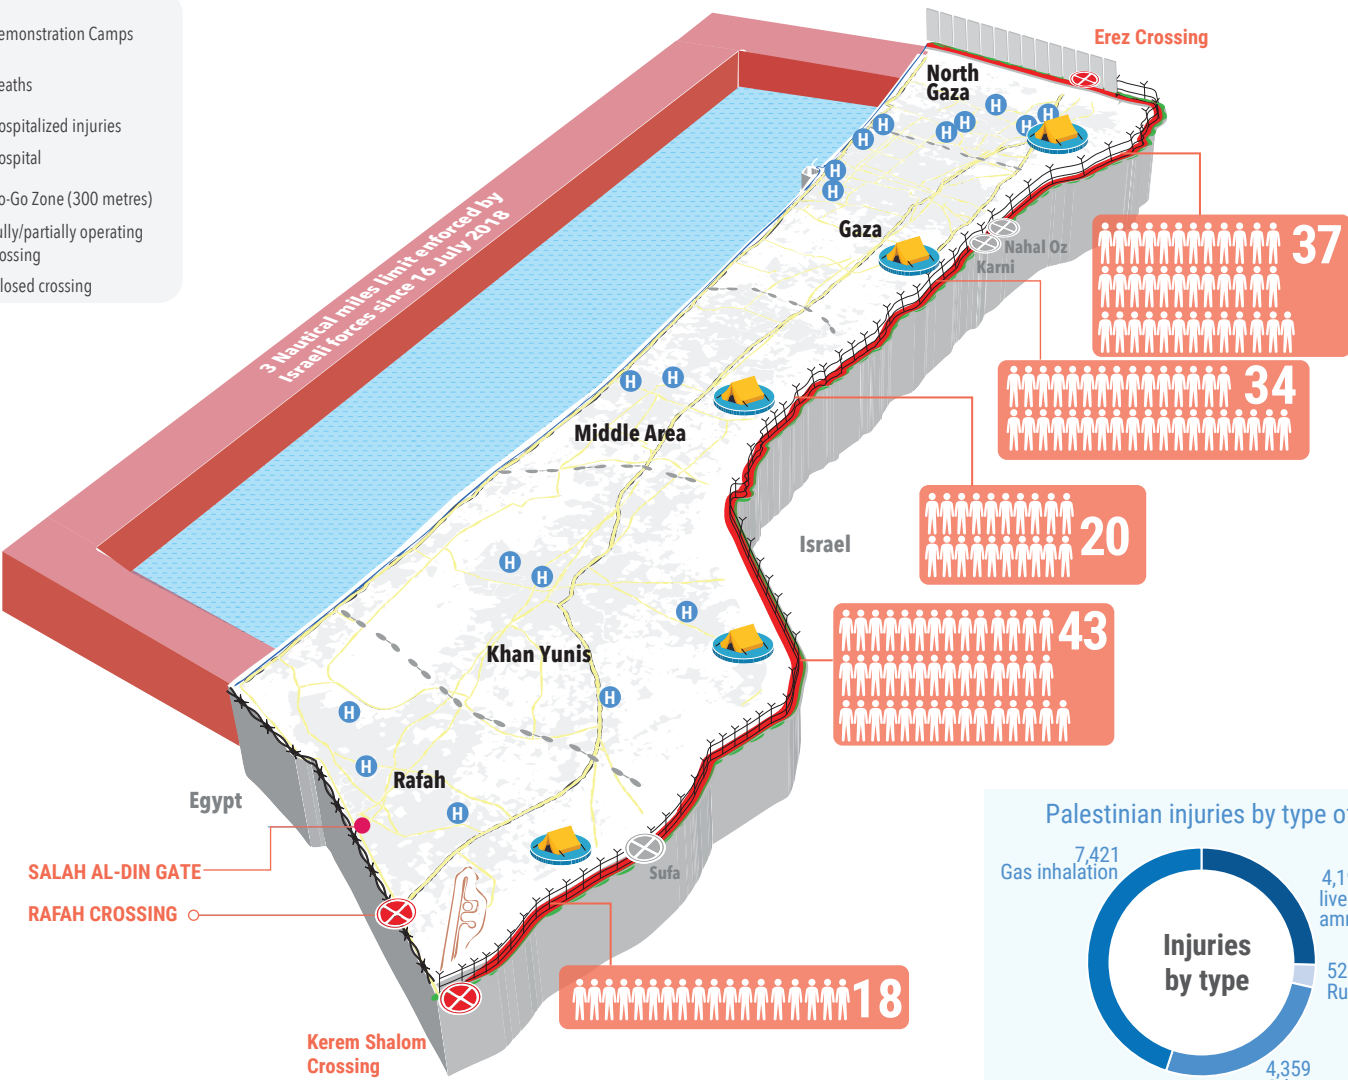 emonstration Camps
eaths
ospitalized injuries
ospital
o-Go Zone (300 metres)
ully/partially operating
ossing
losed crossing
3 Nautical miles limit enforced by
Israeli forces since 16 July 2018
Erez Crossing
North
Gaza
H
H
H
H
H
H
H
H
H
Gaza
Nahal Oz
Karni
37
34
H
H
Middle Area
20
Israel
H
H
H
43
Khan Yunis
H
H
H
Rafah
H
Egypt
SALAH AL-DIN GATE
RAFAH CROSSING
Sufa
18
Kerem Shalom
Crossing
Palestinian injuries by type of
7,421
Gas inhalation
4,19
live
amm
Injuries
by type
52
Ru
4,359